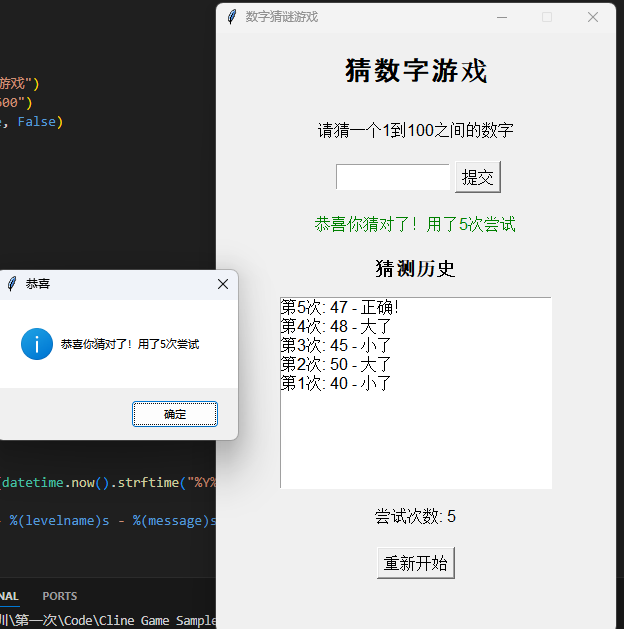 数字猜谜游戏
猜数字游戏
请猜一个1到100之间的数字
提交
恭喜你猜对了！用了5次尝试
猜测历史
第5次: 47 - 正确!
第4次: 48 - 大了
第3次: 45 - 小了
第2次: 50 - 大了
第1次: 40 - 小了
尝试次数: 5
重新开始
恭喜
恭喜你猜对了！用了5次尝试
确定
游戏")
600")
, False)
datetime.now().strftime("%Y%
%(levelname)s - %(message)s
NAL PORTS
\第一次\Code\Cline Game Sample